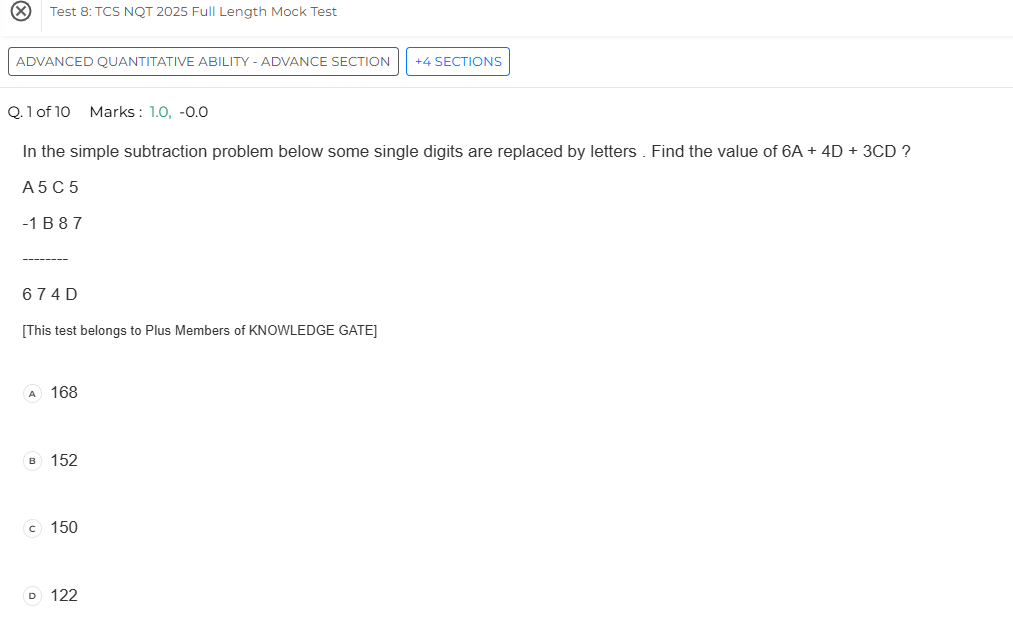 Test 8: TCS NQT 2025 Full Length Mock Test
ADVANCED QUANTITATIVE ABILITY - ADVANCE SECTION +4 SECTIONS
Q. 1 of 10 Marks : 1.0, -0.0
In the simple subtraction problem below some single digits are replaced by letters . Find the value of 6A + 4D + 3CD ?
A 5 C 5
-1 B 8 7
--------
6 7 4 D
[This test belongs to Plus Members of KNOWLEDGE GATE]
A 168
B 152
C 150
D 122